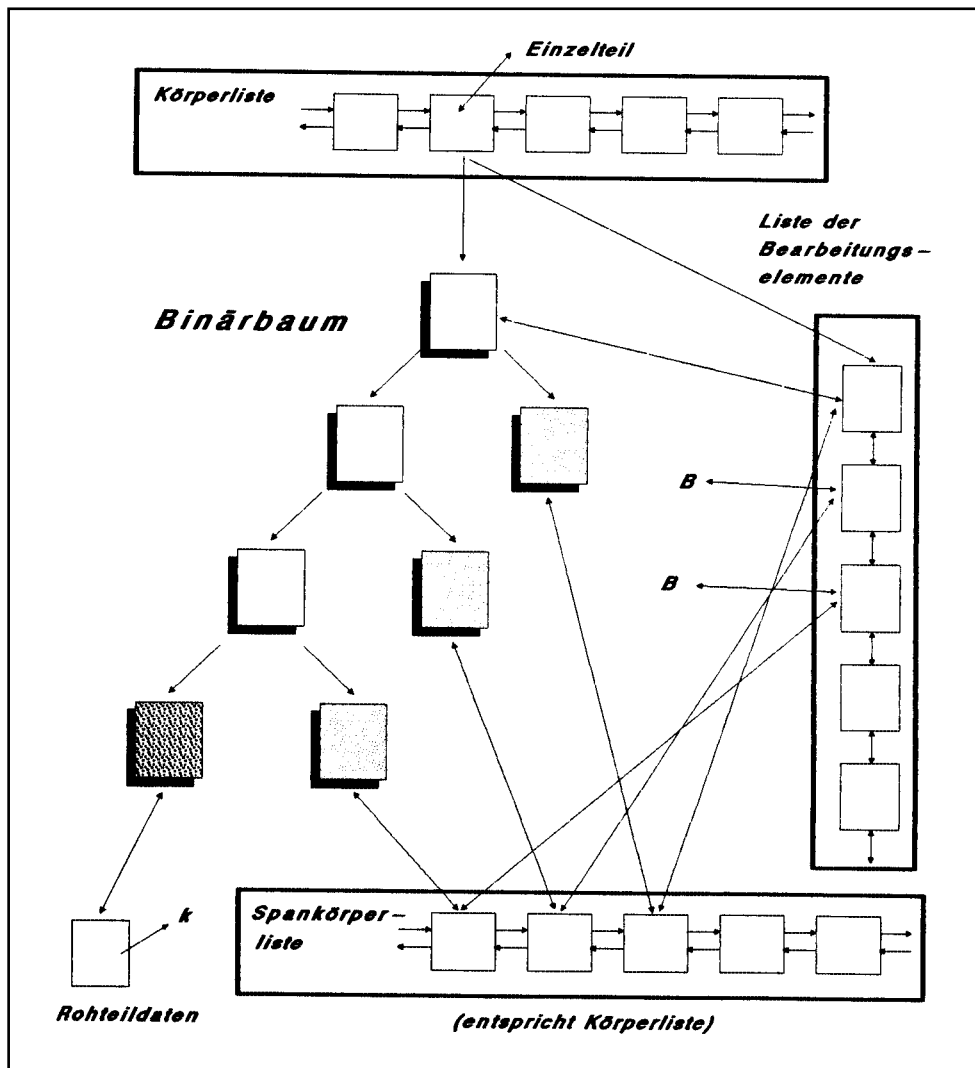 Einzelteil
Körperliste
Liste der
Bearbeitungs-
elemente
Binärbaum
B
B
k
Spankörper-
liste
Rohteildaten
(entspricht Körperliste)